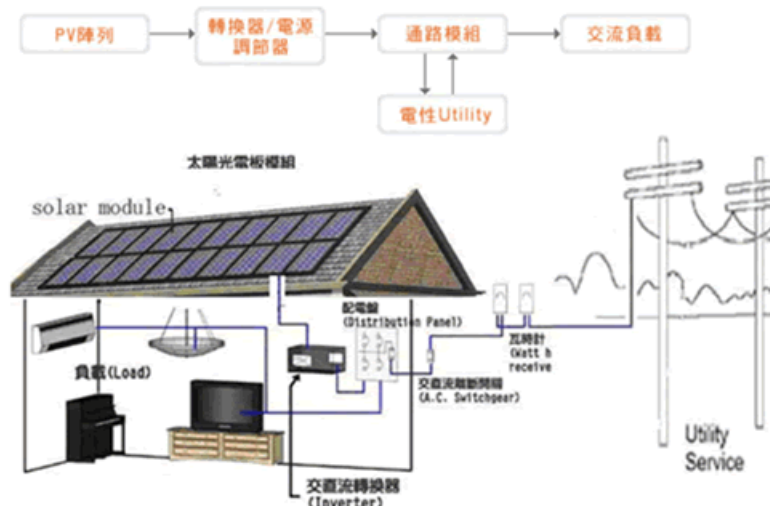 PV陣列
轉換器/電源
調節器
通路模組
交流負載
電性Utility
太陽光電板模組
solar module
配電盤
(Distribution Panel)
瓦時計
(Watt h
receive
負載(Load)
交直流離斷開關
(A.C. Switchgear)
交直流轉換器
(Inverter)
Utility
Service